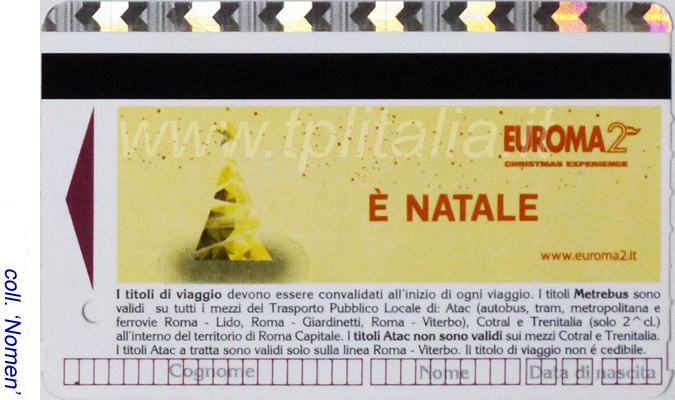 www.tplitalia.it
EUROMA2
CHRISTMAS EXPERIENCE
È NATALE
www.euroma2.it
I titoli di viaggio devono essere convalidati all'inizio di ogni viaggio. I titoli Metrebus sono
validi su tutti i mezzi del Trasporto Pubblico Locale di: Atac (autobus, tram, metropolitana e
ferrovie Roma - Lido, Roma - Giardinetti, Roma - Viterbo), Cotral e Trenitalia (solo 2^cl.)
all'interno del territorio di Roma Capitale. I titoli Atac non sono validi sui mezzi Cotral e Trenitalia.
I titoli Atac a tratta sono validi solo sulla linea Roma - Viterbo. Il titolo di viaggio non é cedibile.
Cognome Nome Data di nascita
coll. 'Nomen'